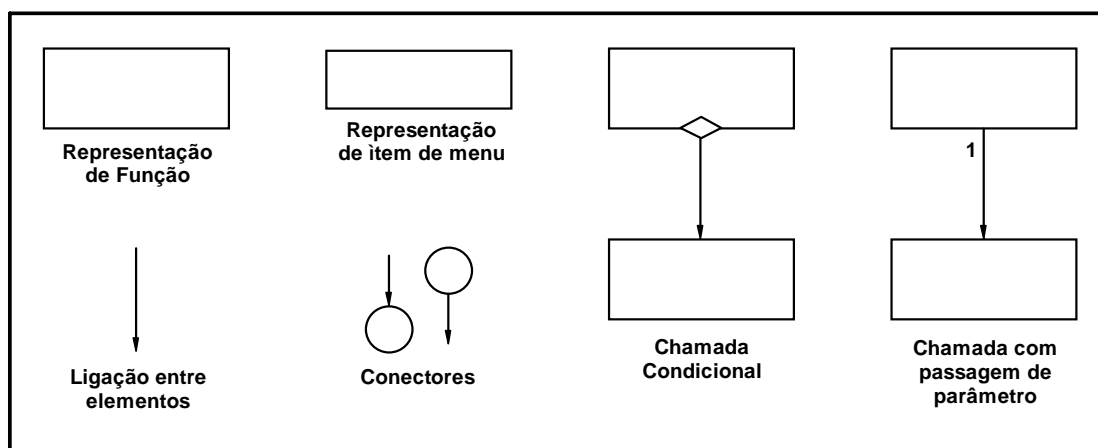 Representação
de Função
Representação
de ìtem de menu
1
Ligação entre
elementos
Conectores
Chamada
Condicional
Chamada com
passagem de
parâmetro